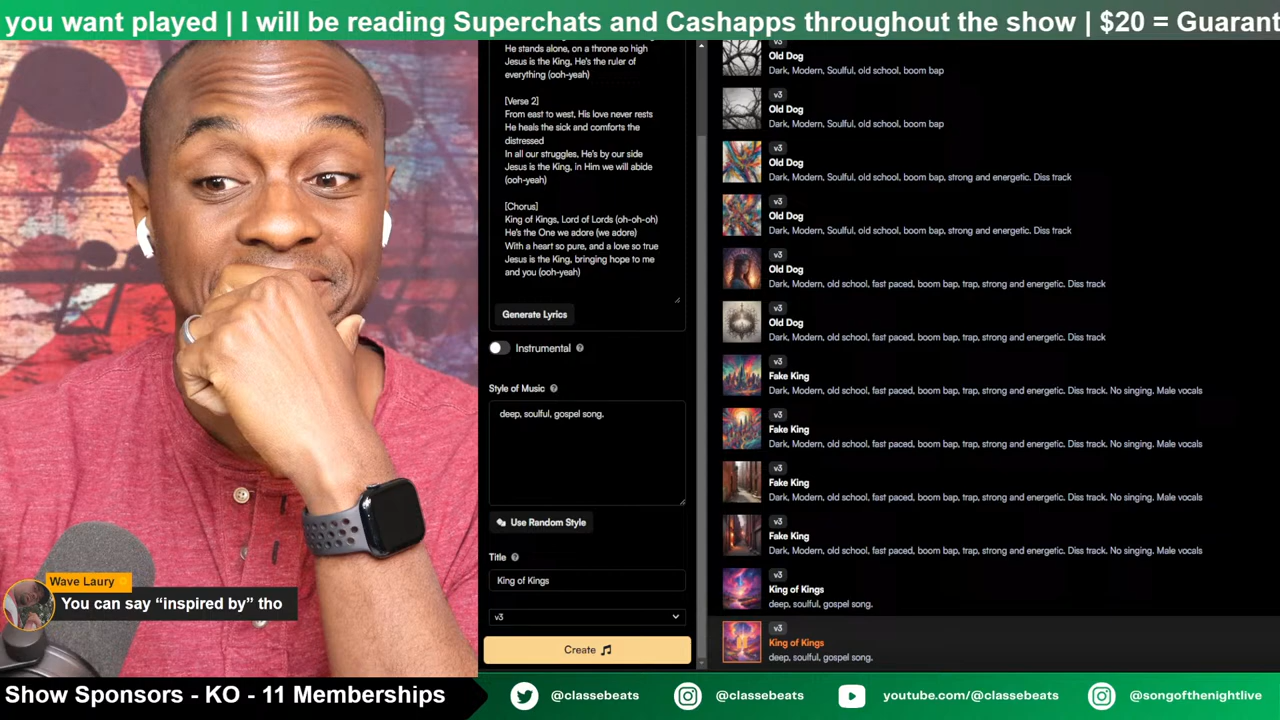 you want played | I will be reading Superchats and Cashapps throughout the show | $20 = Guarant
He stands alone, on a throne so high
Jesus is the King, He's the ruler of
everything (ooh-yeah)
[Verse 2]
From east to west, His love never rests
He heals the sick and comforts the
distressed
In all our struggles, He's by our side
Jesus is the King, in Him we will abide
(ooh-yeah)
[Chorus]
King of Kings, Lord of Lords (oh-oh-oh)
He's the One we adore (we adore)
With a heart so pure, and a love so true
Jesus is the King, bringing hope to me
and you (ooh-yeah)
Generate Lyrics
Instrumental
Style of Music
deep, soulful, gospel song.
Use Random Style
Title
King of Kings
v3
Create
v3
Old Dog
Dark, Modern, Soulful, old school, boom bap
v3
Old Dog
Dark, Modern, Soulful, old school, boom bap
v3
Old Dog
Dark, Modern, Soulful, old school, boom bap, strong and energetic. Diss track
v3
Old Dog
Dark, Modern, Soulful, old school, boom bap, strong and energetic. Diss track
v3
Old Dog
Dark, Modern, old school, fast paced, boom bap, trap, strong and energetic. Diss track
v3
Old Dog
Dark, Modern, old school, fast paced, boom bap, trap, strong and energetic. Diss track
v3
Fake King
Dark, Modern, old school, fast paced, boom bap, trap, strong and energetic. Diss track. No singing. Male vocals
v3
Fake King
Dark, Modern, old school, fast paced, boom bap, trap, strong and energetic. Diss track. No singing. Male vocals
v3
Fake King
Dark, Modern, old school, fast paced, boom bap, trap, strong and energetic. Diss track. No singing. Male vocals
v3
Fake King
Dark, Modern, old school, fast paced, boom bap, trap, strong and energetic. Diss track. No singing. Male vocals
v3
King of Kings
deep, soulful, gospel song.
v3
King of Kings
deep, soulful, gospel song.
Wave Laury
You can say “inspired by” tho
Show Sponsors - KO - 11 Memberships
@classebeats
@classebeats
youtube.com/@classebeats
@songofthenightlive